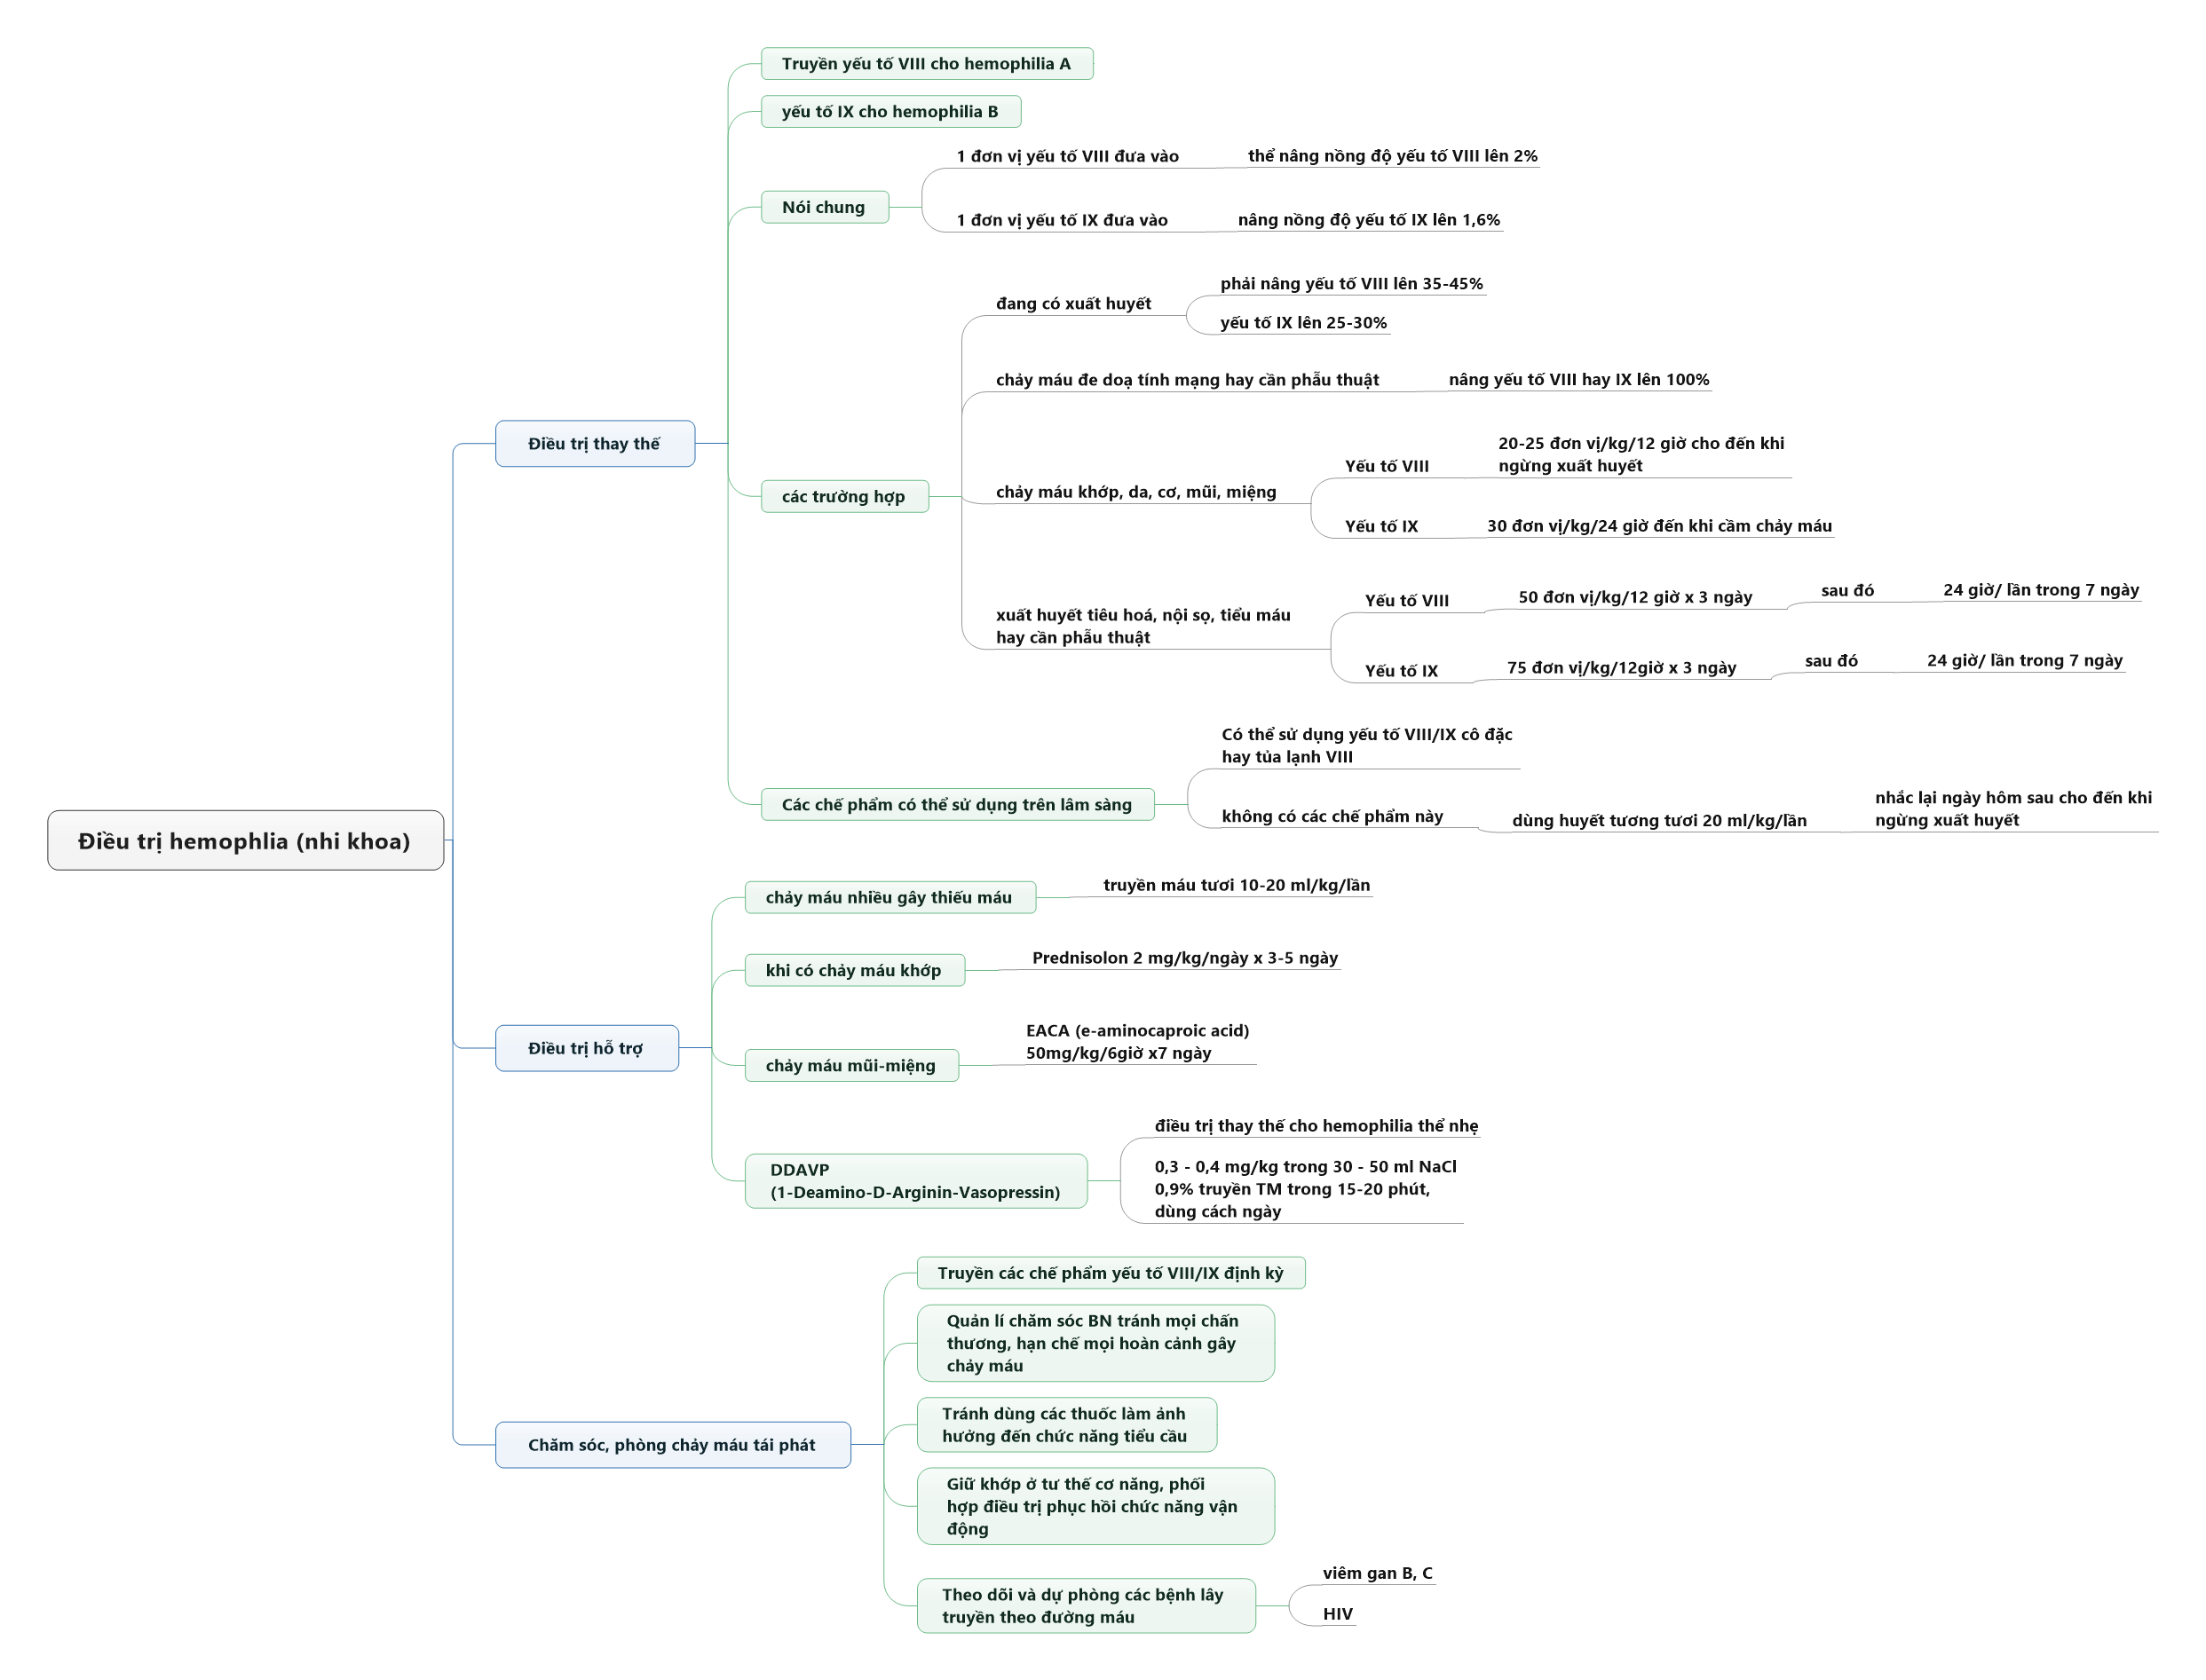 Điều trị hemophlia (nhi khoa)
Điều trị thay thế
Truyền yếu tố VIII cho hemophilia A
yếu tố IX cho hemophilia B
Nói chung
1 đơn vị yếu tố VIII đưa vào
thể nâng nồng độ yếu tố VIII lên 2%
1 đơn vị yếu tố IX đưa vào
nâng nồng độ yếu tố IX lên 1,6%
các trường hợp
đang có xuất huyết
phải nâng yếu tố VIII lên 35-45%
yếu tố IX lên 25-30%
chảy máu đe doạ tính mạng hay cần phẫu thuật
nâng yếu tố VIII hay IX lên 100%
chảy máu khớp, da, cơ, mũi, miệng
Yếu tố VIII
20-25 đơn vị/kg/12 giờ cho đến khi
ngừng xuất huyết
Yếu tố IX
30 đơn vị/kg/24 giờ đến khi cầm chảy máu
xuất huyết tiêu hoá, nội sọ, tiểu máu
hay cần phẫu thuật
Yếu tố VIII
50 đơn vị/kg/12 giờ x 3 ngày
sau đó
24 giờ/ lần trong 7 ngày
Yếu tố IX
75 đơn vị/kg/12giờ x 3 ngày
sau đó
24 giờ/ lần trong 7 ngày
Các chế phẩm có thể sử dụng trên lâm sàng
Có thể sử dụng yếu tố VIII/IX cô đặc
hay tủa lạnh VIII
không có các chế phẩm này
dùng huyết tương tươi 20 ml/kg/lần
nhắc lại ngày hôm sau cho đến khi
ngừng xuất huyết
Điều trị hỗ trợ
chảy máu nhiều gây thiếu máu
truyền máu tươi 10-20 ml/kg/lần
khi có chảy máu khớp
Prednisolon 2 mg/kg/ngày x 3-5 ngày
chảy máu mũi-miệng
EACA (e-aminocaproic acid)
50mg/kg/6giờ x7 ngày
DDAVP
(1-Deamino-D-Arginin-Vasopressin)
điều trị thay thế cho hemophilia thể nhẹ
0,3 - 0,4 mg/kg trong 30 - 50 ml NaCl
0,9% truyền TM trong 15-20 phút,
dùng cách ngày
Chăm sóc, phòng chảy máu tái phát
Truyền các chế phẩm yếu tố VIII/IX định kỳ
Quản lí chăm sóc BN tránh mọi chấn
thương, hạn chế mọi hoàn cảnh gây
chảy máu
Tránh dùng các thuốc làm ảnh
hưởng đến chức năng tiểu cầu
Giữ khớp ở tư thế cơ năng, phối
hợp điều trị phục hồi chức năng vận
động
Theo dõi và dự phòng các bệnh lây
truyền theo đường máu
viêm gan B, C
HIV